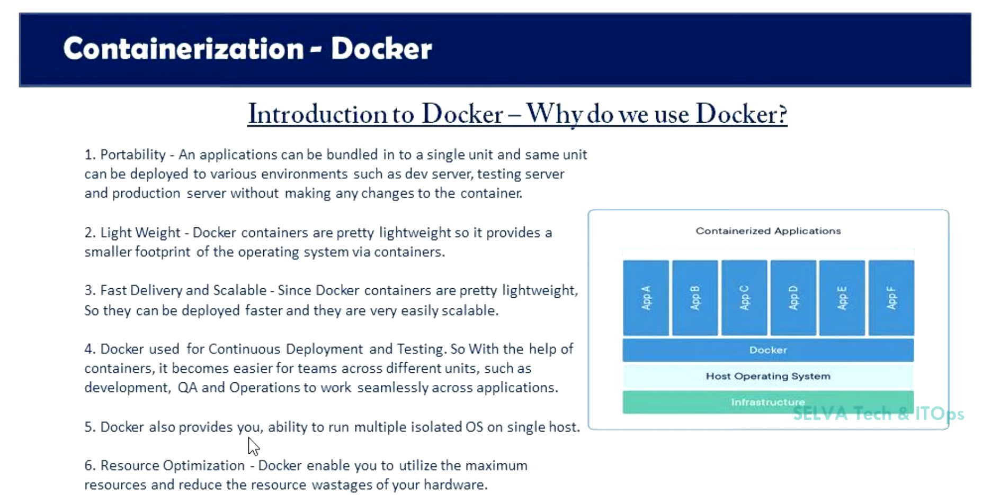 Containerization - Docker
Introduction to Docker – Why do we use Docker?
1. Portability - An applications can be bundled in to a single unit and same unit
can be deployed to various environments such as dev server, testing server
and production server without making any changes to the container.
2. Light Weight - Docker containers are pretty lightweight so it provides a
smaller footprint of the operating system via containers.
3. Fast Delivery and Scalable - Since Docker containers are pretty lightweight,
So they can be deployed faster and they are very easily scalable.
4. Docker used for Continuous Deployment and Testing. So With the help of
containers, it becomes easier for teams across different units, such as
development, QA and Operations to work seamlessly across applications.
5. Docker also provides you, ability to run multiple isolated OS on single host.
6. Resource Optimization - Docker enable you to utilize the maximum
resources and reduce the resource wastages of your hardware.
Containerized Applications
App A
App B
App C
App D
App E
App F
Docker
Host Operating System
Infrastructure
SELVA Tech & ITOps